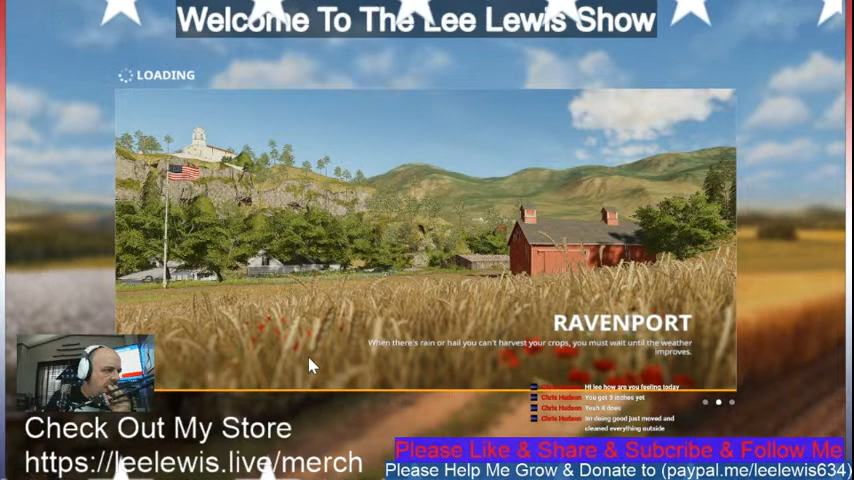 Welcome To The Lee Lewis Show
LOADING
RAVENPORT
When there's rain or hail you can't harvest your crops, you must wait until the weather
improves.
Hi leo how are you feeling today
Chris Hudson You got 3 inches yet
Chris Hudson Yeah it does
Chris Hudson Im doing good just moved and
cleaned everything outside
Check Out My Store
https://leelewis.live/merch
Please Like & Share & Subcribe & Follow Me
Please Help Me Grow & Donate to (paypal.me/leelewis634)